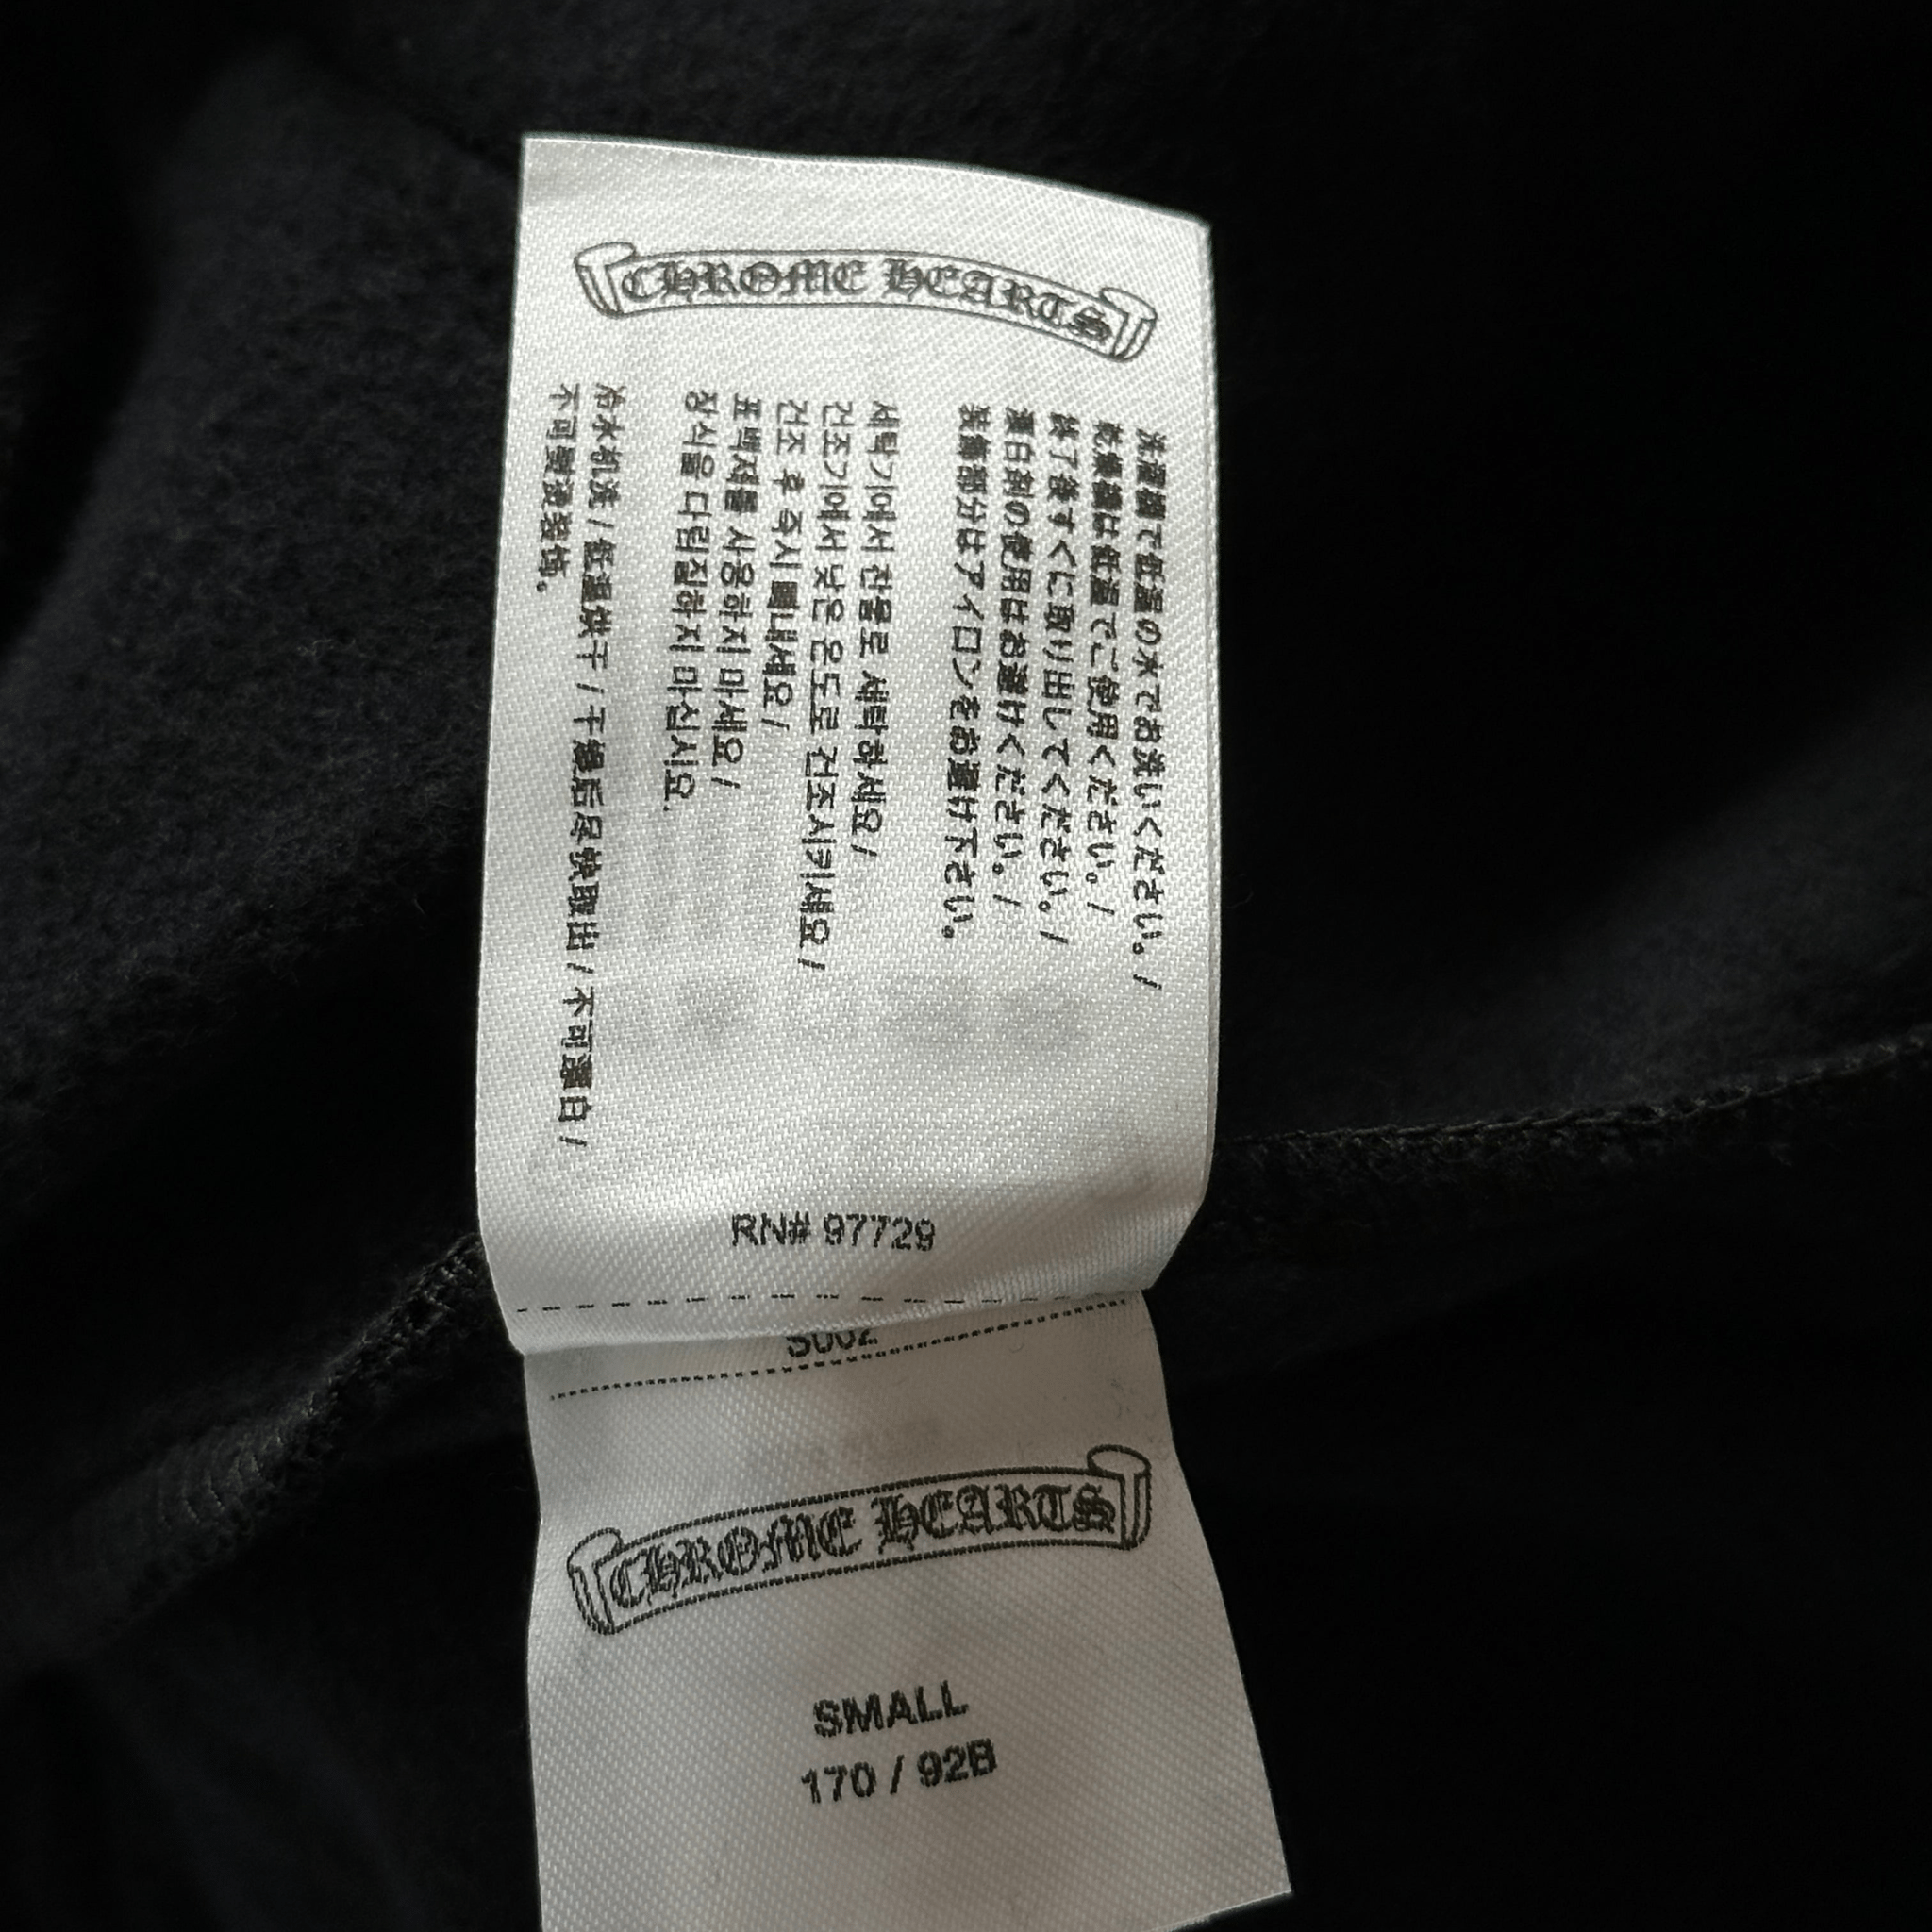 CHROME HEARTS
洗濯機で低温の水でお洗いください。/
乾燥機は低温でご使用ください。/
終了後すぐに取り出してください。/
漂白剤の使用はお避けください。/
装飾部分はアイロンをお避け下さい。
세탁기에서 찬물로 세탁하세요 /
건조기에서 낮은 온도로 건조시키세요 /
건조 후 즉시 빼내세요 /
표백제를 사용하지 마세요 /
장식을 다림질하지 마십시요.
冷水机洗 / 低温烘干 / 干燥后尽快取出 / 不可漂白 /
不可熨烫装饰。
RN# 97729
S002
CHROME HEARTS
SMALL
170 / 92B